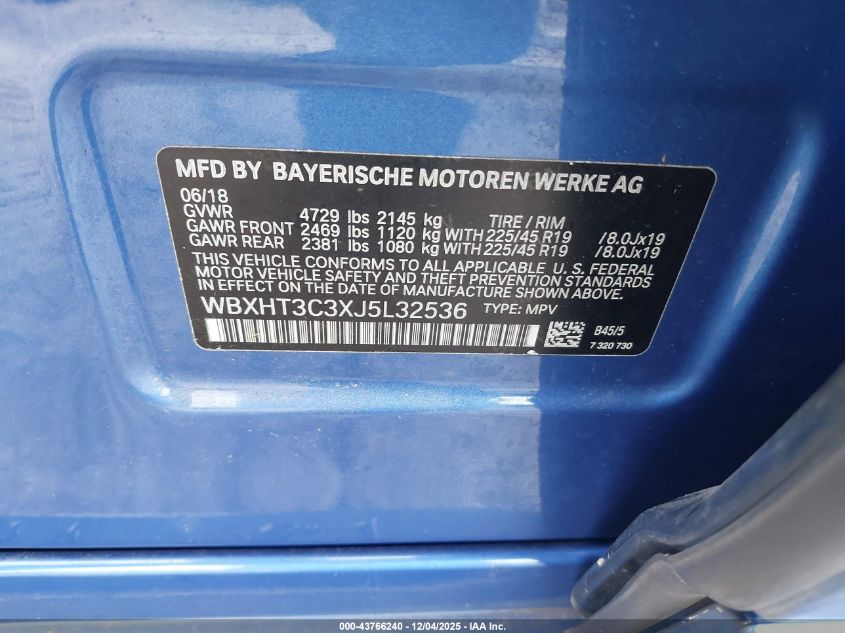 MFD BY BAYERISCHE MOTOREN WERKE AG
06/18
GVWR 4729 lbs 2145 kg TIRE / RIM
GAWR FRONT 2469 lbs 1120 kg WITH 225/45 R19 /8.0Jx19
GAWR REAR 2381 lbs 1080 kg WITH 225/45 R19 /8.0Jx19
THIS VEHICLE CONFORMS TO ALL APPLICABLE U. S. FEDERAL
MOTOR VEHICLE SAFETY AND THEFT PREVENTION STANDARDS
IN EFFECT ON THE DATE OF MANUFACTURE SHOWN ABOVE.
WBXHT3C3XJ5L32536 TYPE: MPV
B45/5
7 320 730
000-43766240 - 12/04/2025 - IAA Inc.